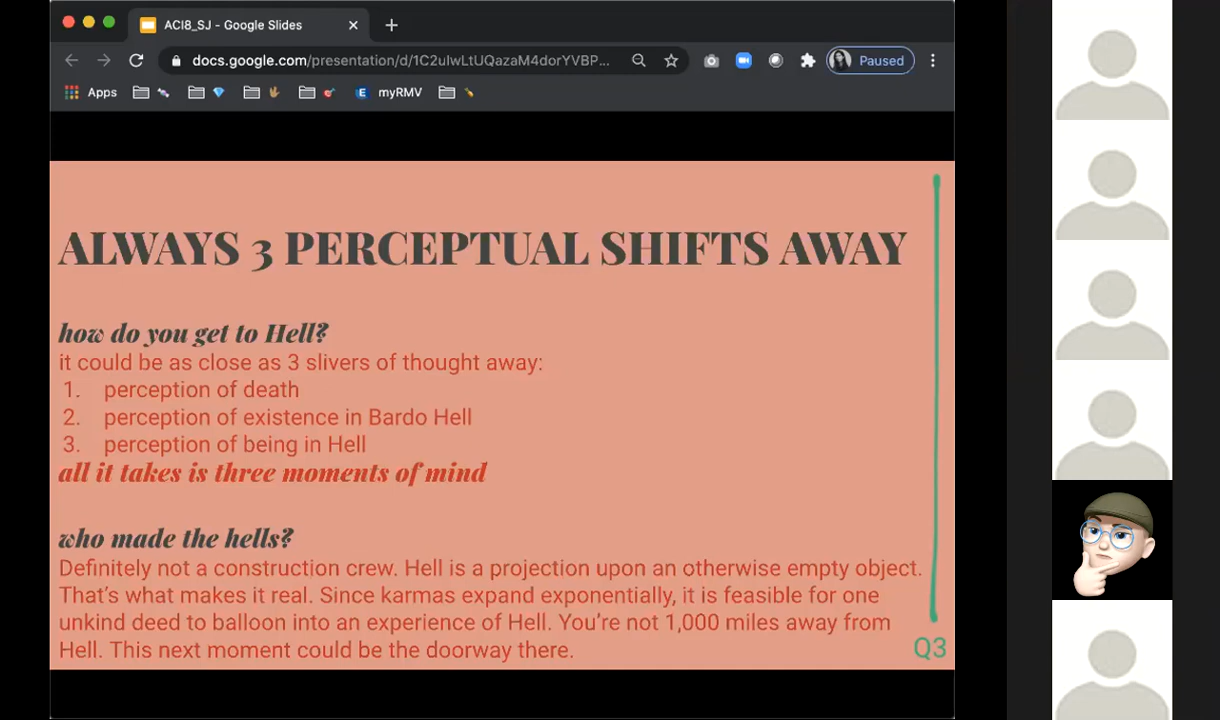 ACI8_SJ - Google Slides
docs.google.com/presentation/d/1C2ulwLtUQazaM4dorYVBP...
Paused
Apps
E
myRMV
ALWAYS 3 PERCEPTUAL SHIFTS AWAY
how do you get to Hell?
it could be as close as 3 slivers of thought away:
1. perception of death
2. perception of existence in Bardo Hell
3. perception of being in Hell
all it takes is three moments of mind
who made the hells?
Definitely not a construction crew. Hell is a projection upon an otherwise empty object.
That's what makes it real. Since karmas expand exponentially, it is feasible for one
unkind deed to balloon into an experience of Hell. You're not 1,000 miles away from
Hell. This next moment could be the doorway there.
Q3